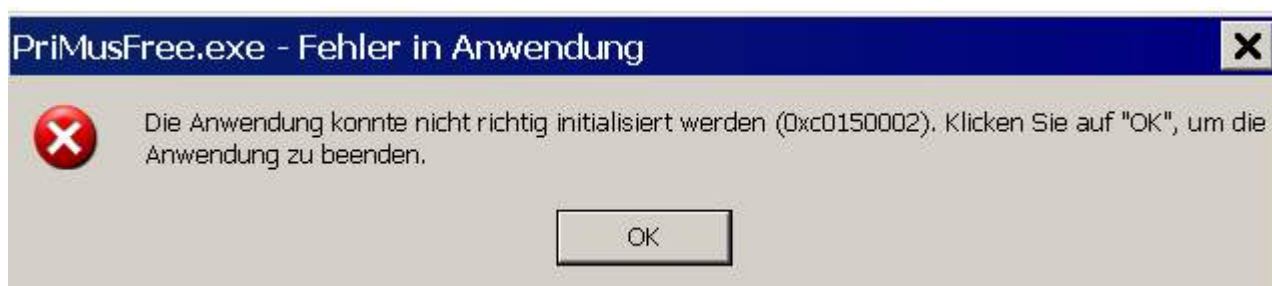 PriMusFree.exe - Fehler in Anwendung
Die Anwendung konnte nicht richtig initialisiert werden (0xc0150002). Klicken Sie auf "OK", um die
Anwendung zu beenden.
OK